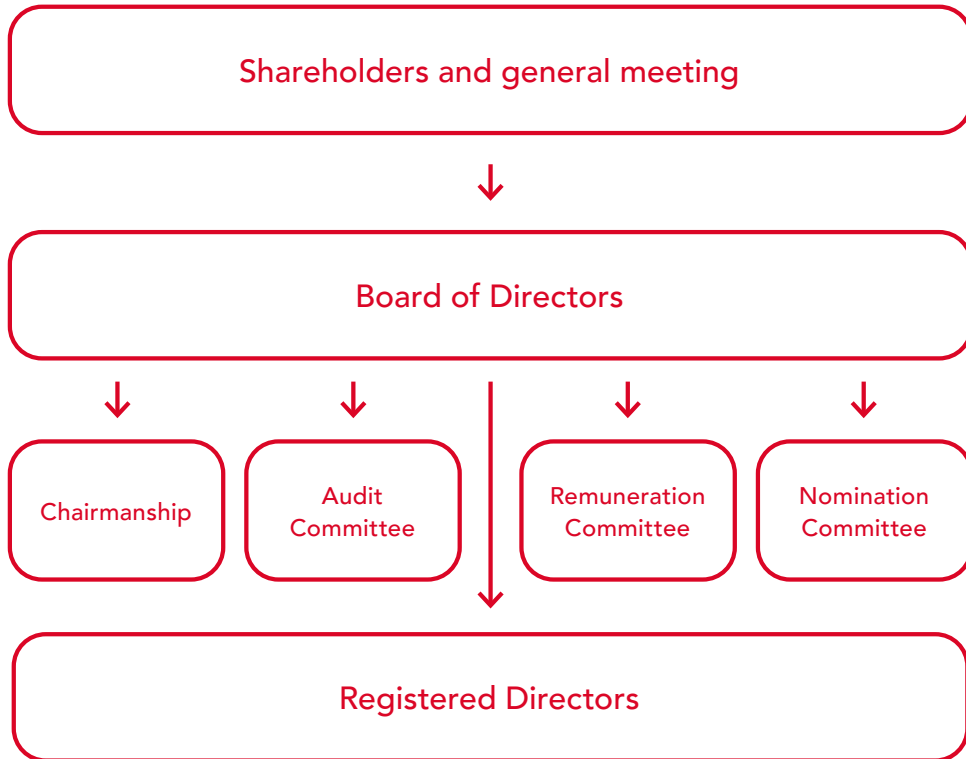 Shareholders and general meeting
Board of Directors
Chairmanship
Audit
Committee
Remuneration
Committee
Nomination
Committee
Registered Directors